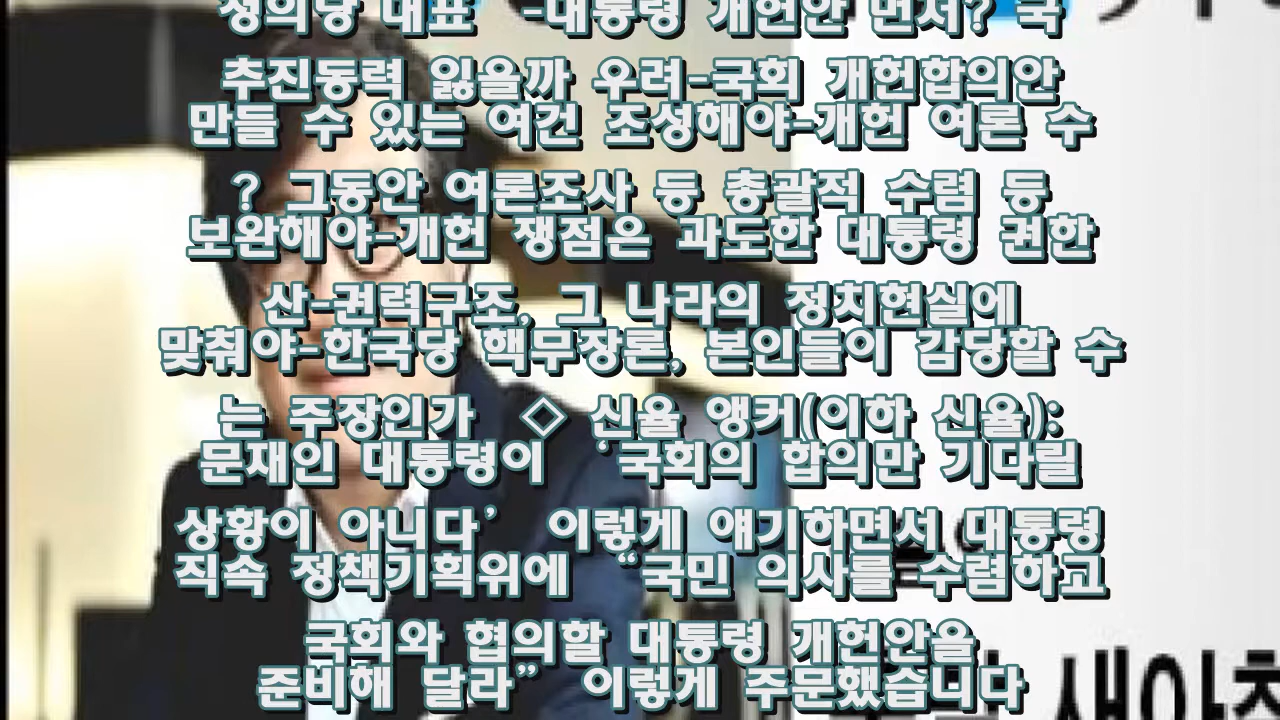 정의당 대표 -대통령 개헌안 먼저? 국
추진동력 잃을까 우려-국회 개헌합의안
만들 수 있는 여건 조성해야-개헌 여론 수
? 그동안 여론조사 등 총괄적 수렴 등
보완해야-개헌 쟁점은 과도한 대통령 권한
산-권력구조, 그 나라의 정치현실에
맞춰야-한국당 핵무장론, 본인들이 감당할 수
는 주장인가 ◇ 신율 앵커(이하 신율):
문재인 대통령이 ‘국회의 합의만 기다릴
상황이 아니다’ 이렇게 얘기하면서 대통령
직속 정책기획위에 “국민 의사를 수렴하고
국회와 협의할 대통령 개헌안을
준비해 달라” 이렇게 주문했습니다
새아침